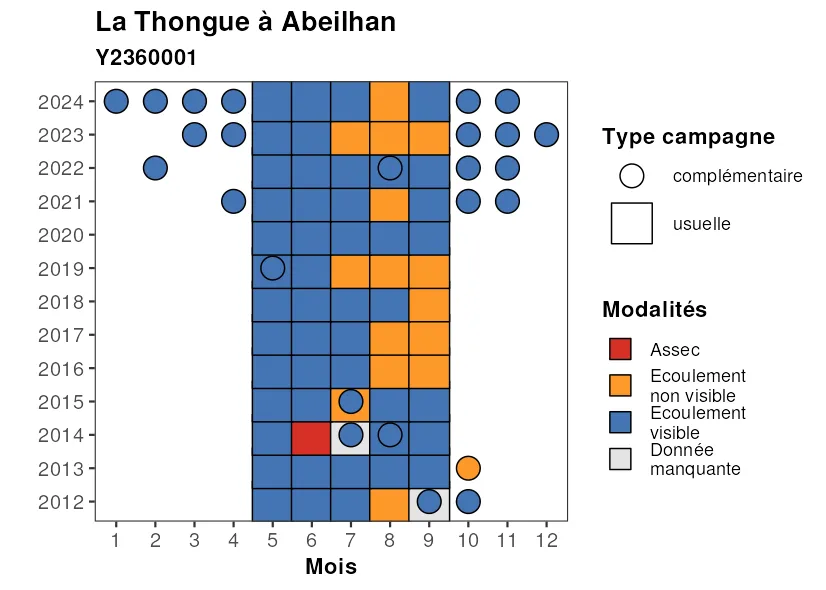 La Thongue à Abeilhan
Y2360001
2024
2023
2022
2021
2020
2019
2018
2017
2016
2015
2014
2013
2012
1 2 3 4 5 6 7 8 9 10 11 12
Mois
Type campagne
complémentaire
usuelle
Modalités
Assec
Ecoulement
non visible
Ecoulement
visible
Donnée
manquante